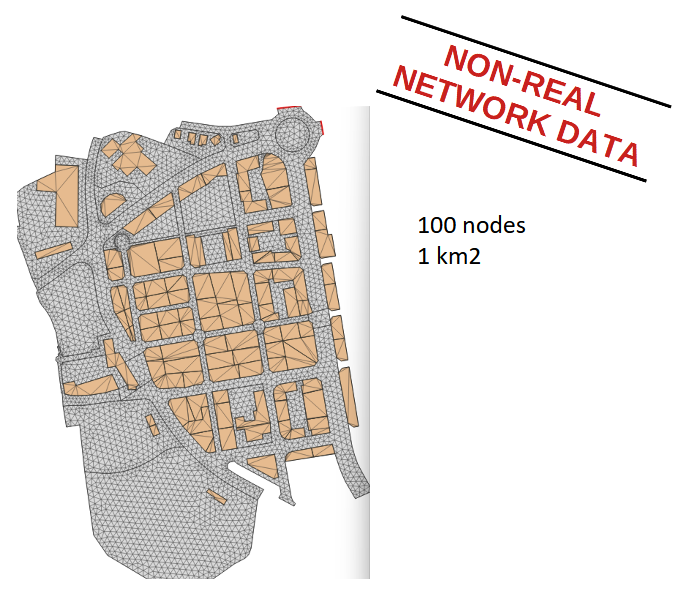 NON-REAL
NETWORK DATA
100 nodes
1 km2